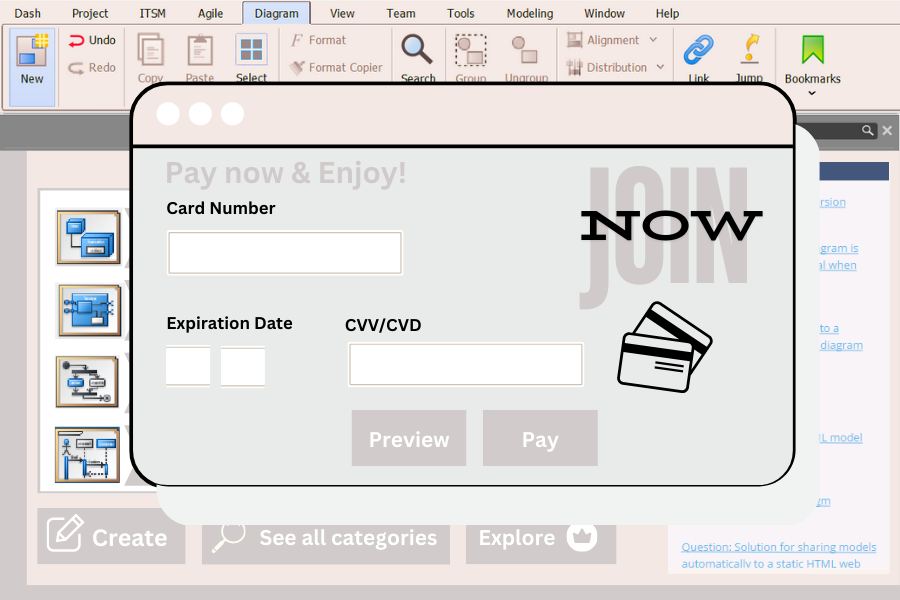 Dash Project ITSM Agile Diagram View Team Tools Modeling Window Help
New Undo Redo Copy Paste Select Format Format Copier Search Group Ungroup Alignment Distribution Link Jump Bookmarks
Pay now & Enjoy!
Card Number
JOIN
NOW
Expiration Date
CVV/CVD
Preview
Pay
rsion
gram is
al when
to a
diagram
ML model
gm
Create
See all categories
Explore
Question: Solution for sharing models
automatically to a static HTML web